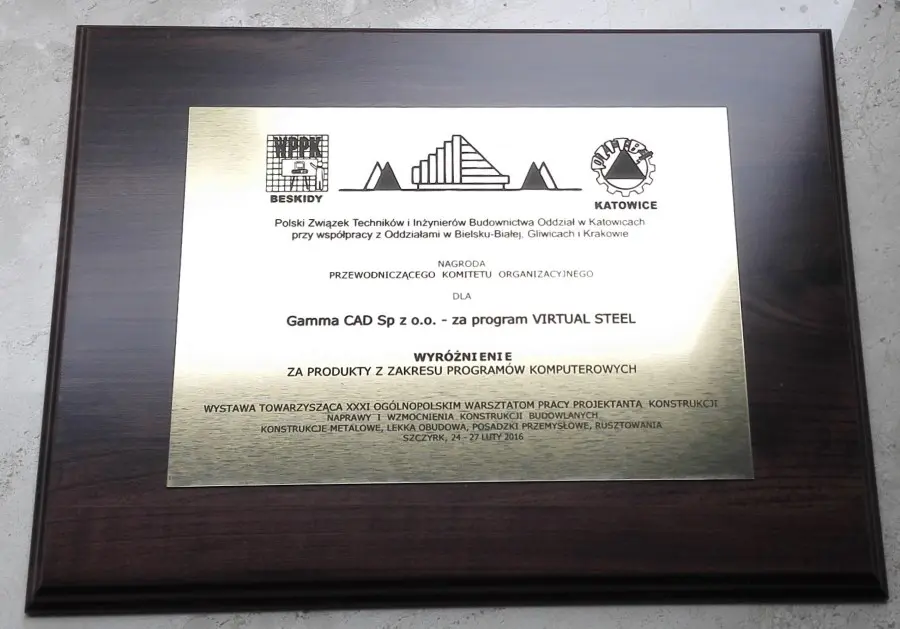 WPPK
BESKIDY
KATOWICE
Polski Związek Techników i Inżynierów Budownictwa Oddział w Katowicach
przy współpracy z Oddziałami w Bielsku-Białej, Gliwicach i Krakowie
NAGRODA
PRZEWODNICZĄCEGO KOMITETU ORGANIZACYJNEGO
DLA
Gamma CAD Sp z o.o. - za program VIRTUAL STEEL
WYRÓŻNIENIE
ZA PRODUKTY Z ZAKRESU PROGRAMÓW KOMPUTEROWYCH
WYSTAWA TOWARZYSZĄCA XXXI OGÓLNOPOLSKIM WARSZTATOM PRACY PROJEKTANTA KONSTRUKCJI
NAPRAWY I WZMOCNIENIA KONSTRUKCJI BUDOWLANYCH
KONSTRUKCJE METALOWE, LEKKA OBUDOWA, POSADZKI PRZEMYSŁOWE, RUSZTOWANIA
SZCZYRK, 24 - 27 LUTY 2016